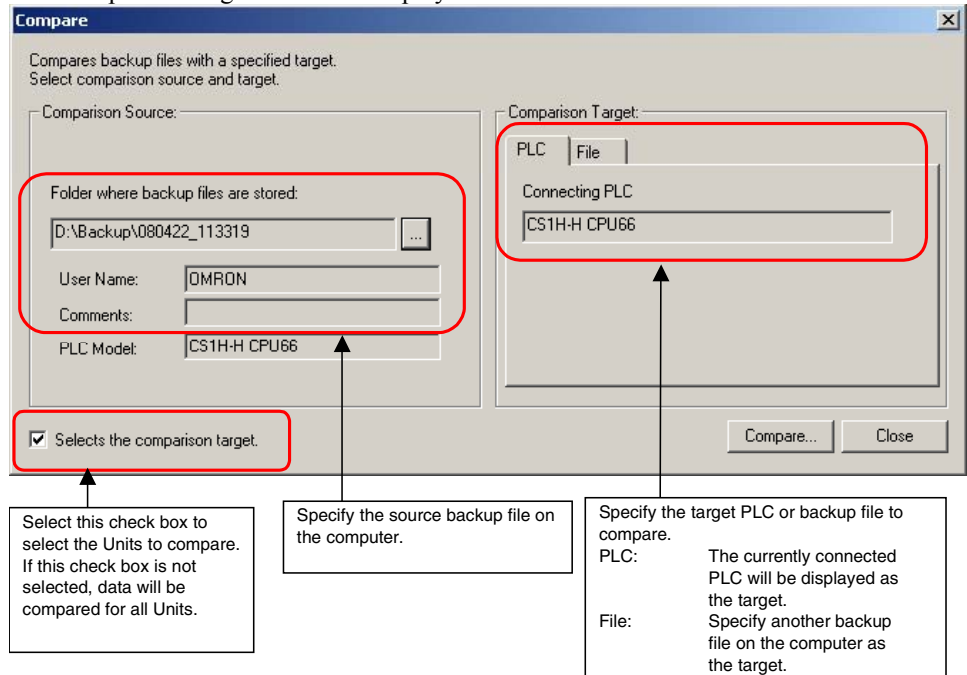 Compare
Compares backup files with a specified target.
Select comparison source and target.
Comparison Source:
Folder where backup files are stored:
D:\Backup\080422_113319
...
User Name: OMRON
Comments:
PLC Model: CS1H-H CPU66
Comparison Target:
PLC File
Connecting PLC
CS1H-H CPU66
Selects the comparison target.
Compare... Close
Select this check box to
select the Units to compare.
If this check box is not
selected, data will be
compared for all Units.
Specify the source backup file on
the computer.
Specify the target PLC or backup file to
compare.
PLC: The currently connected
PLC will be displayed as
the target.
File: Specify another backup
file on the computer as
the target.